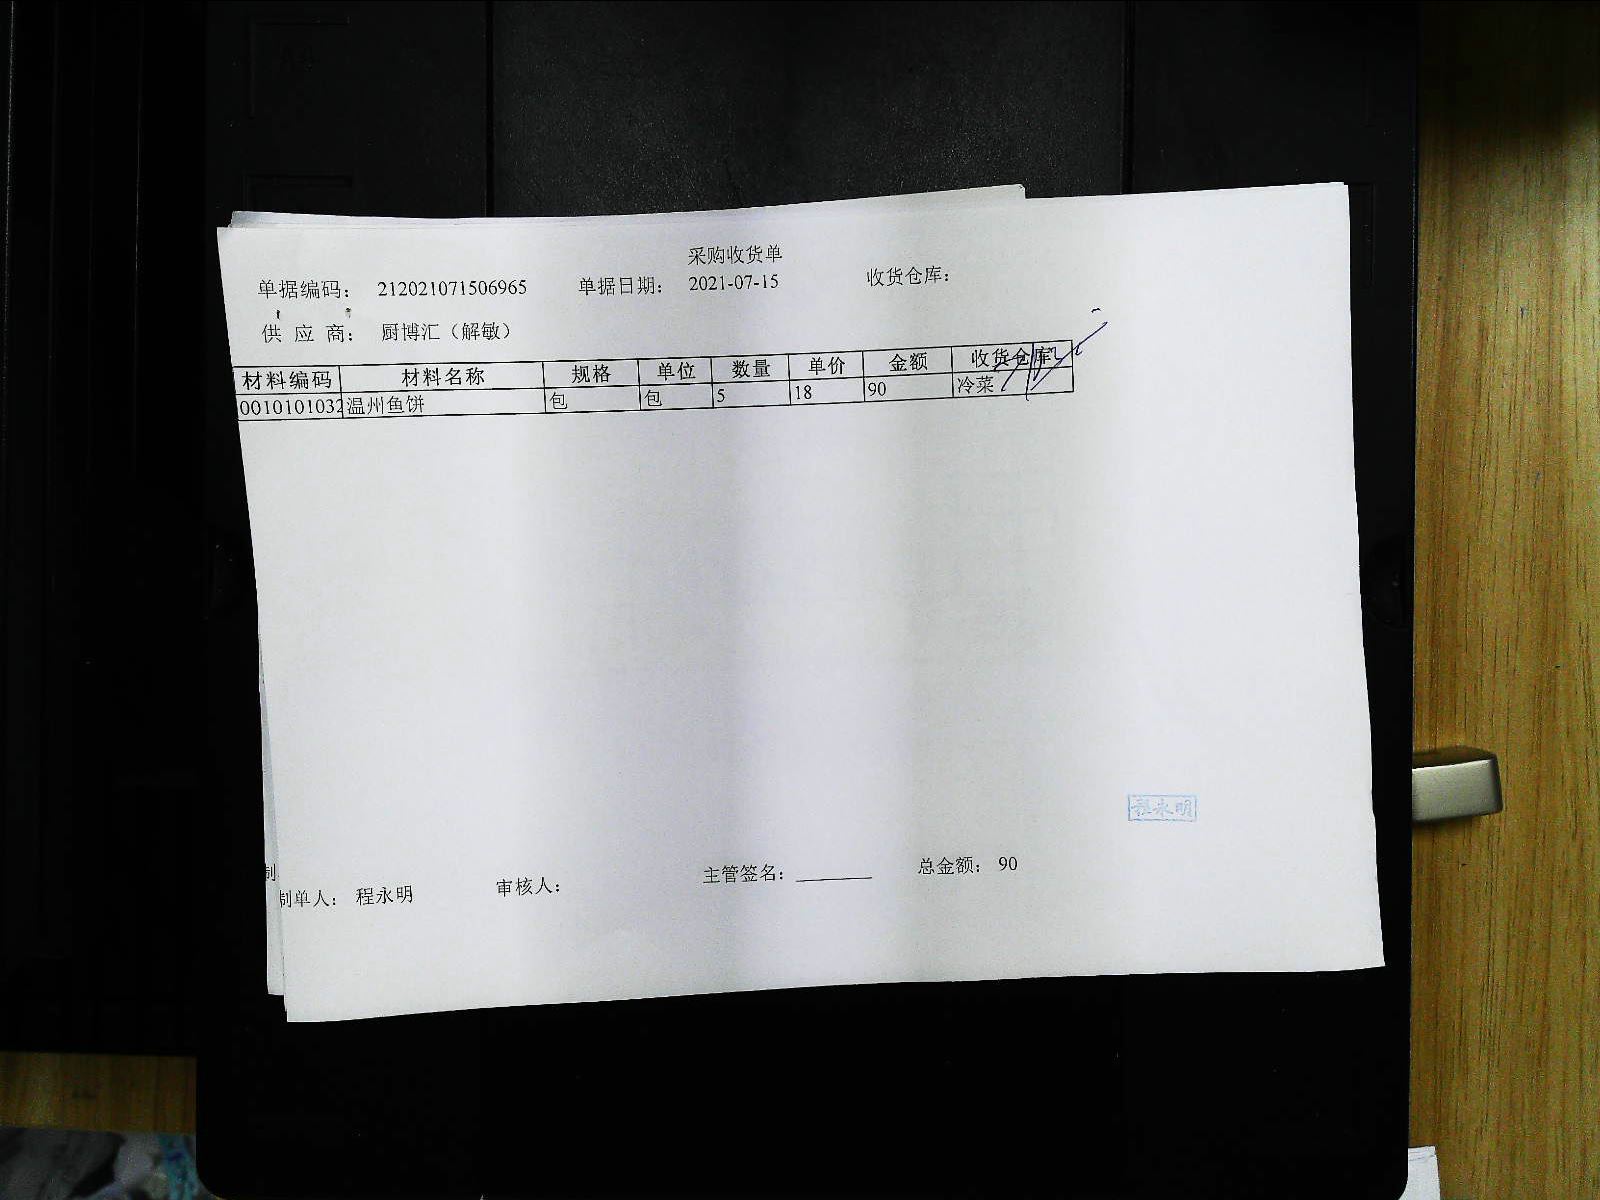 采购收货单
单据编码： 212021071506965 单据日期： 2021-07-15 收货仓库：
供 应 商： 厨博汇（解敏）
材料编码 材料名称 规格 单位 数量 单价 金额 收货仓库
0010101032 温州鱼饼 包 包 5 18 90 冷菜
程永明
制
制单人： 程永明 审核人： 主管签名： 总金额： 90